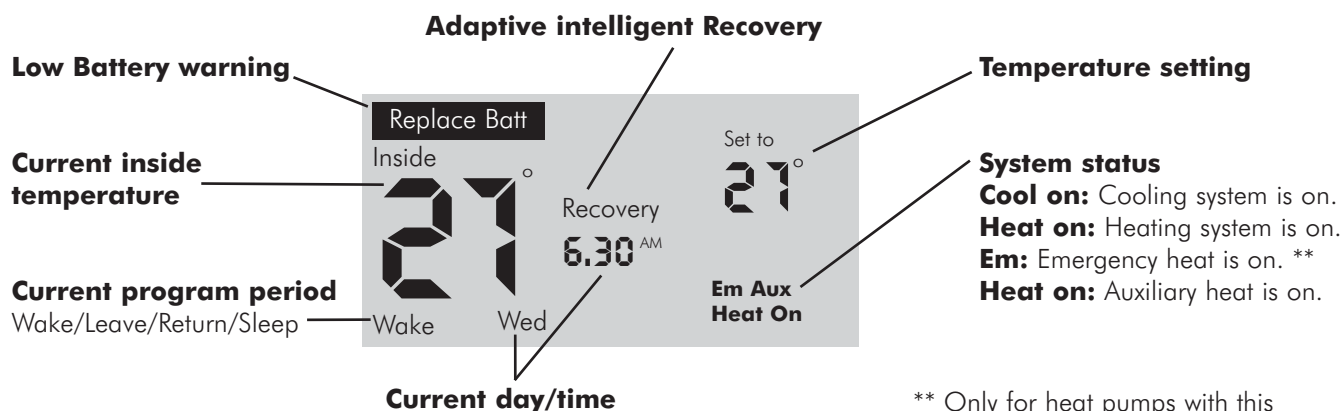 Adaptive intelligent Recovery
Low Battery warning
Temperature setting
Replace Batt
Inside
27°
Set to
27°
Current inside
temperature
Recovery
6.30 AM
System status
Cool on: Cooling system is on.
Heat on: Heating system is on.
Em: Emergency heat is on. **
Heat on: Auxiliary heat is on.
Em Aux
Heat On
Current program period
Wake/Leave/Return/Sleep
Wake
Wed
Current day/time
** Only for heat pumps with this